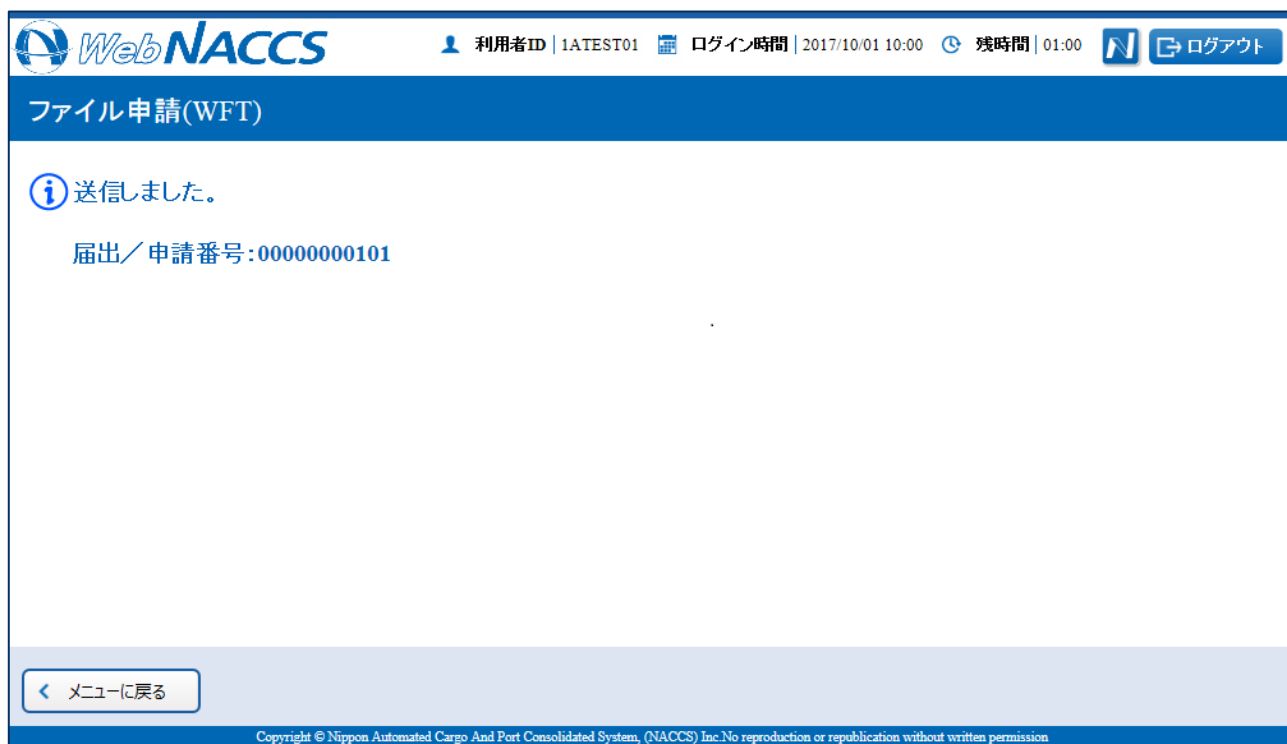 WebNACCS 利用者ID 1ATEST01 ログイン時間 2017/10/01 10:00 残時間 01:00 N ログアウト
ファイル申請(WFT)
送信しました。
届出／申請番号:00000000101
メニューに戻る
Copyright © Nippon Automated Cargo And Port Consolidated System, (NACCS) Inc.No reproduction or republication without written permission